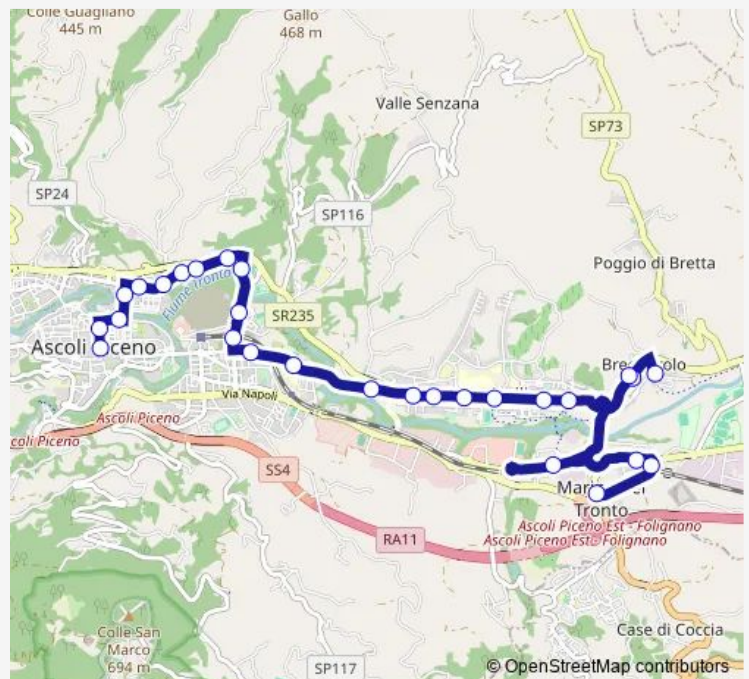 Colle Guagliano
445 m
Gallo
468 m
Valle Senzana
SP73
SP24
SP116
Poggio di Bretta
Fiume Tronto
SR235
Ascoli Piceno
Via Napoli
Ascoli Piceno
SS4
Tronto
Ascoli Piceno Est - Folignano
Ascoli Piceno Est - Folignano
RA11
Colle San
Marco
694 m
Case di Coccia
SP117
© OpenStreetMap contributors